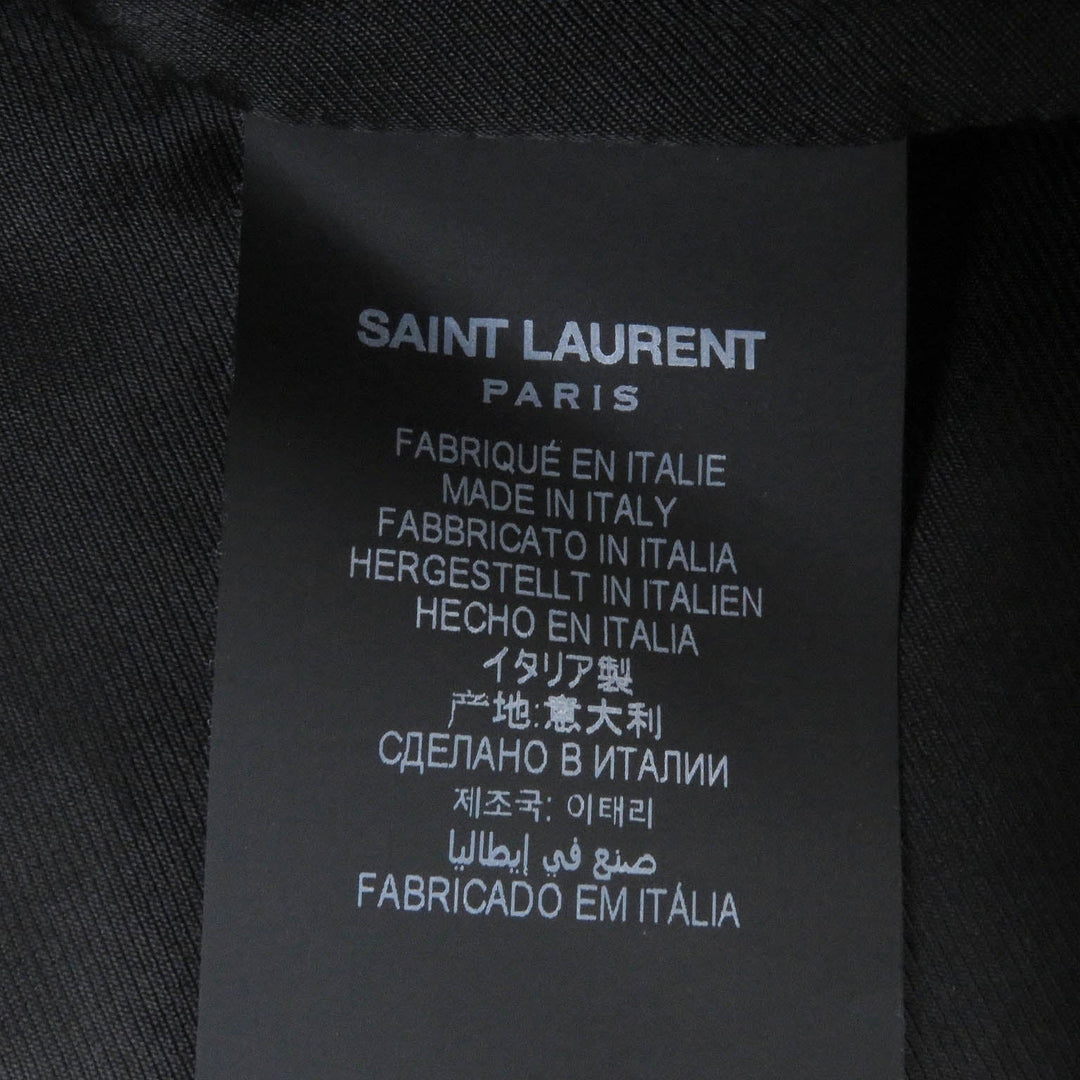 SAINT LAURENT
PARIS
FABRIQUÉ EN ITALIE
MADE IN ITALY
FABBRICATO IN ITALIA
HERGESTELLT IN ITALIEN
HECHO EN ITALIA
イタリア製
产地:意大利
СДЕЛАНО В ИТАЛИИ
제조국: 이태리
صنع في إيطاليا
FABRICADO EM ITÁLIA